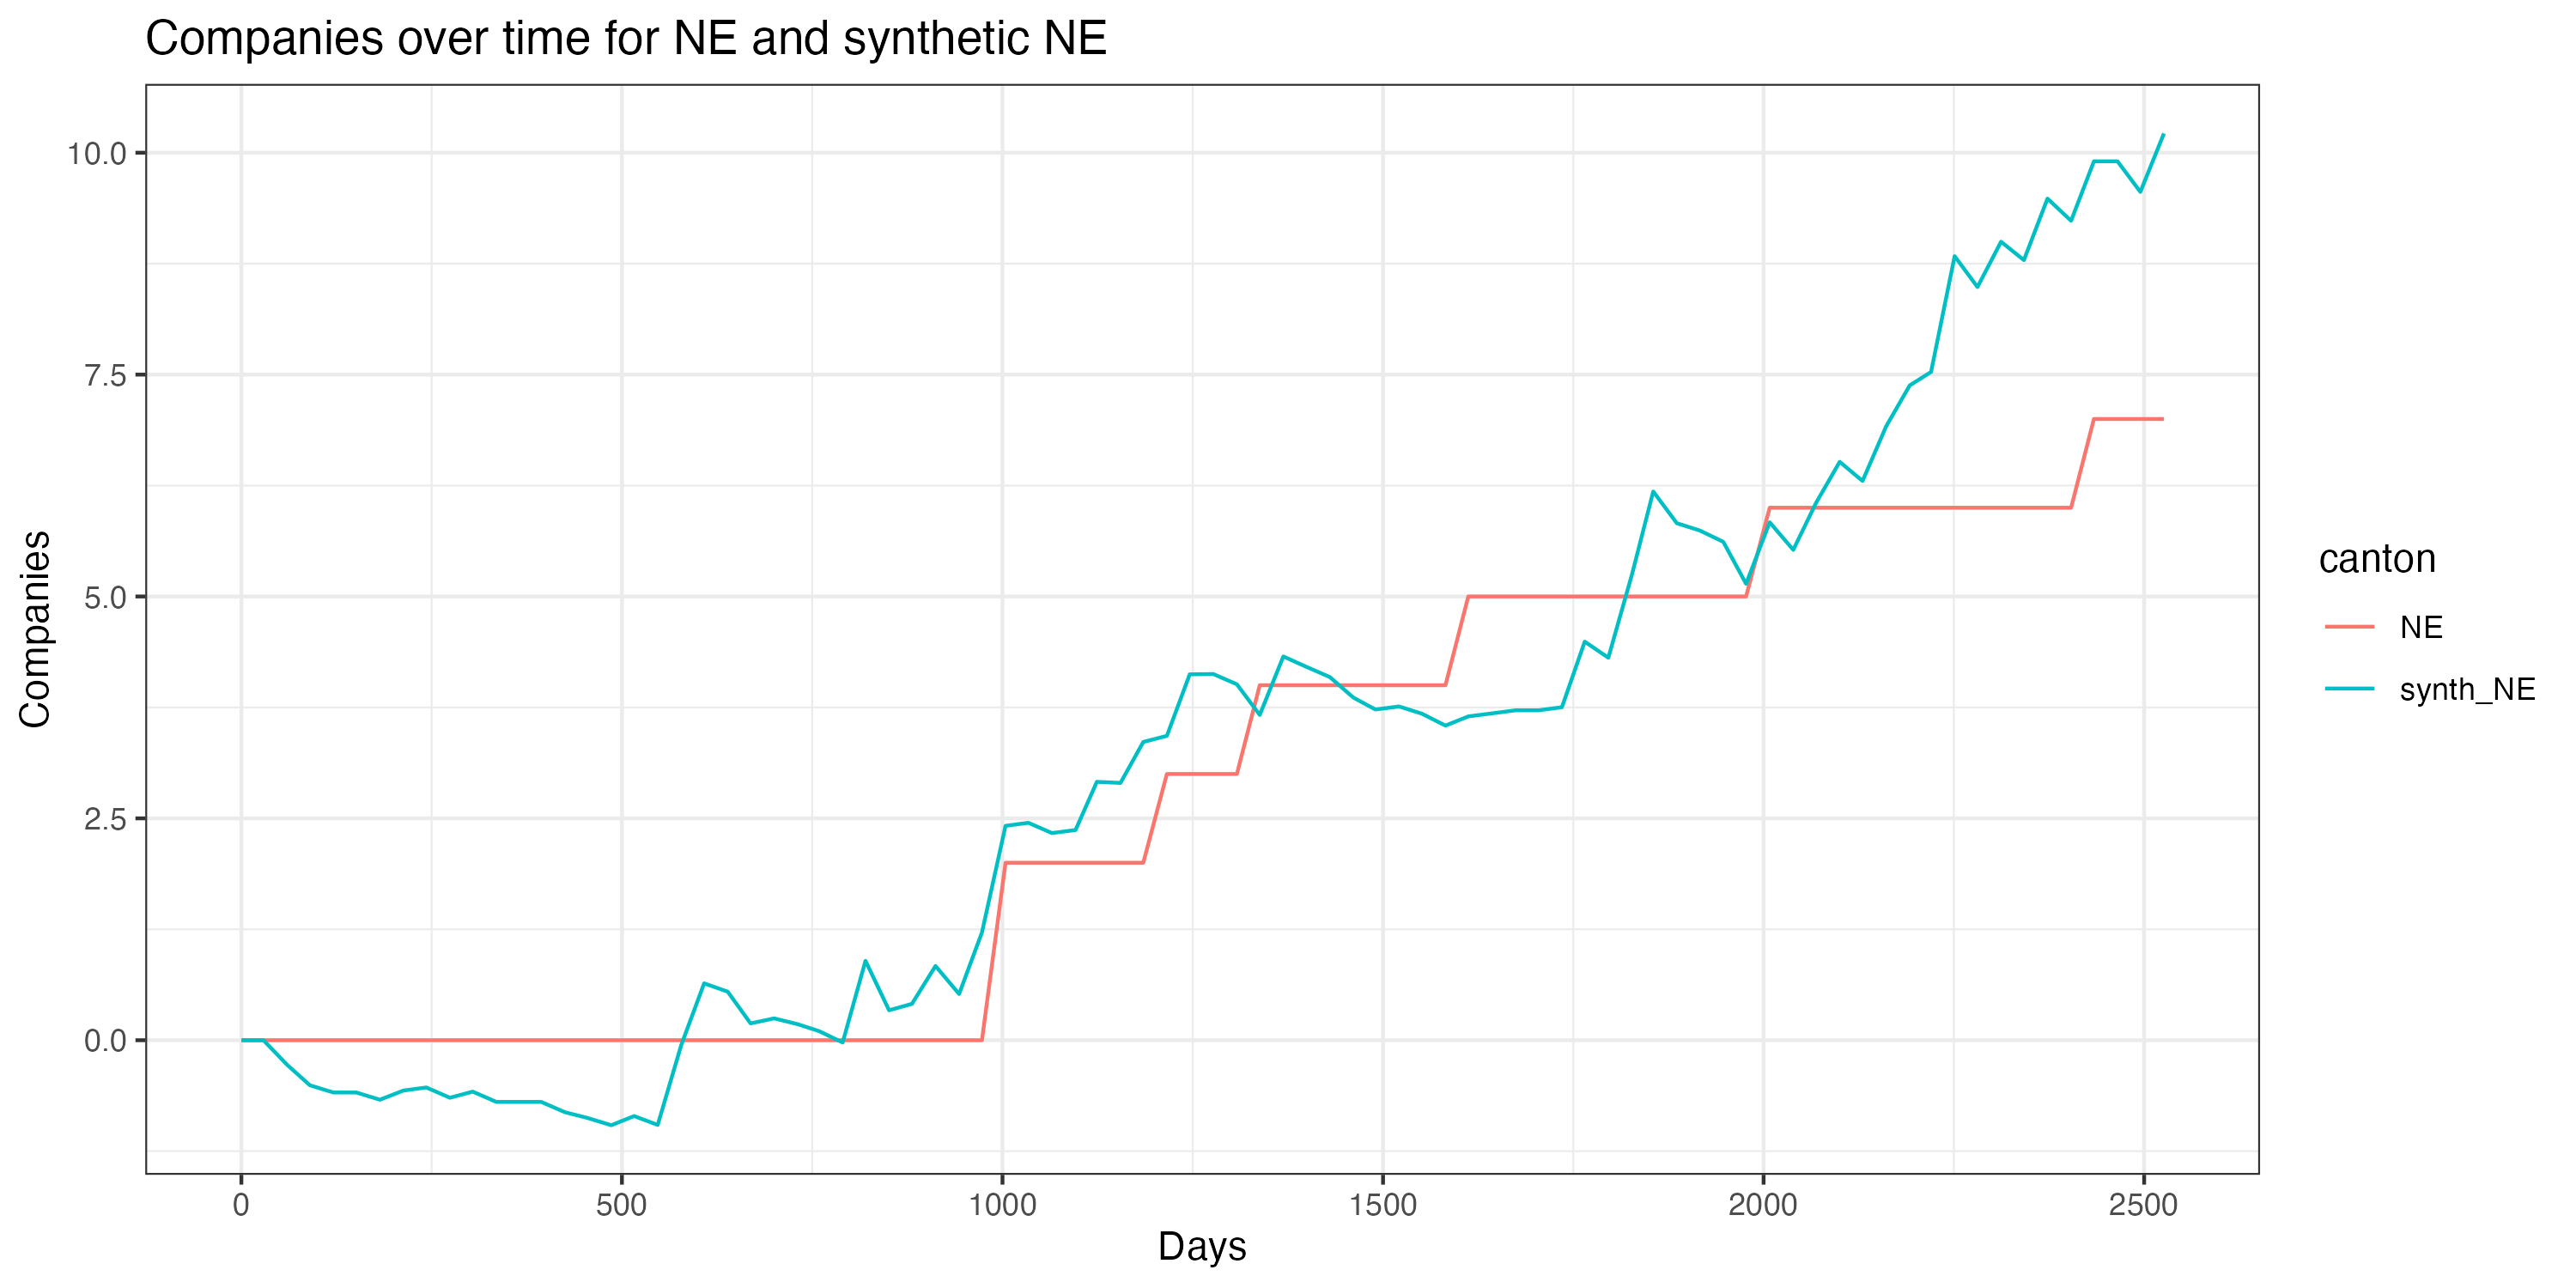 Companies over time for NE and synthetic NE
Companies
10.0
7.5
5.0
2.5
0.0
0 500 1000 1500 2000 2500
Days
canton
NE
synth_NE